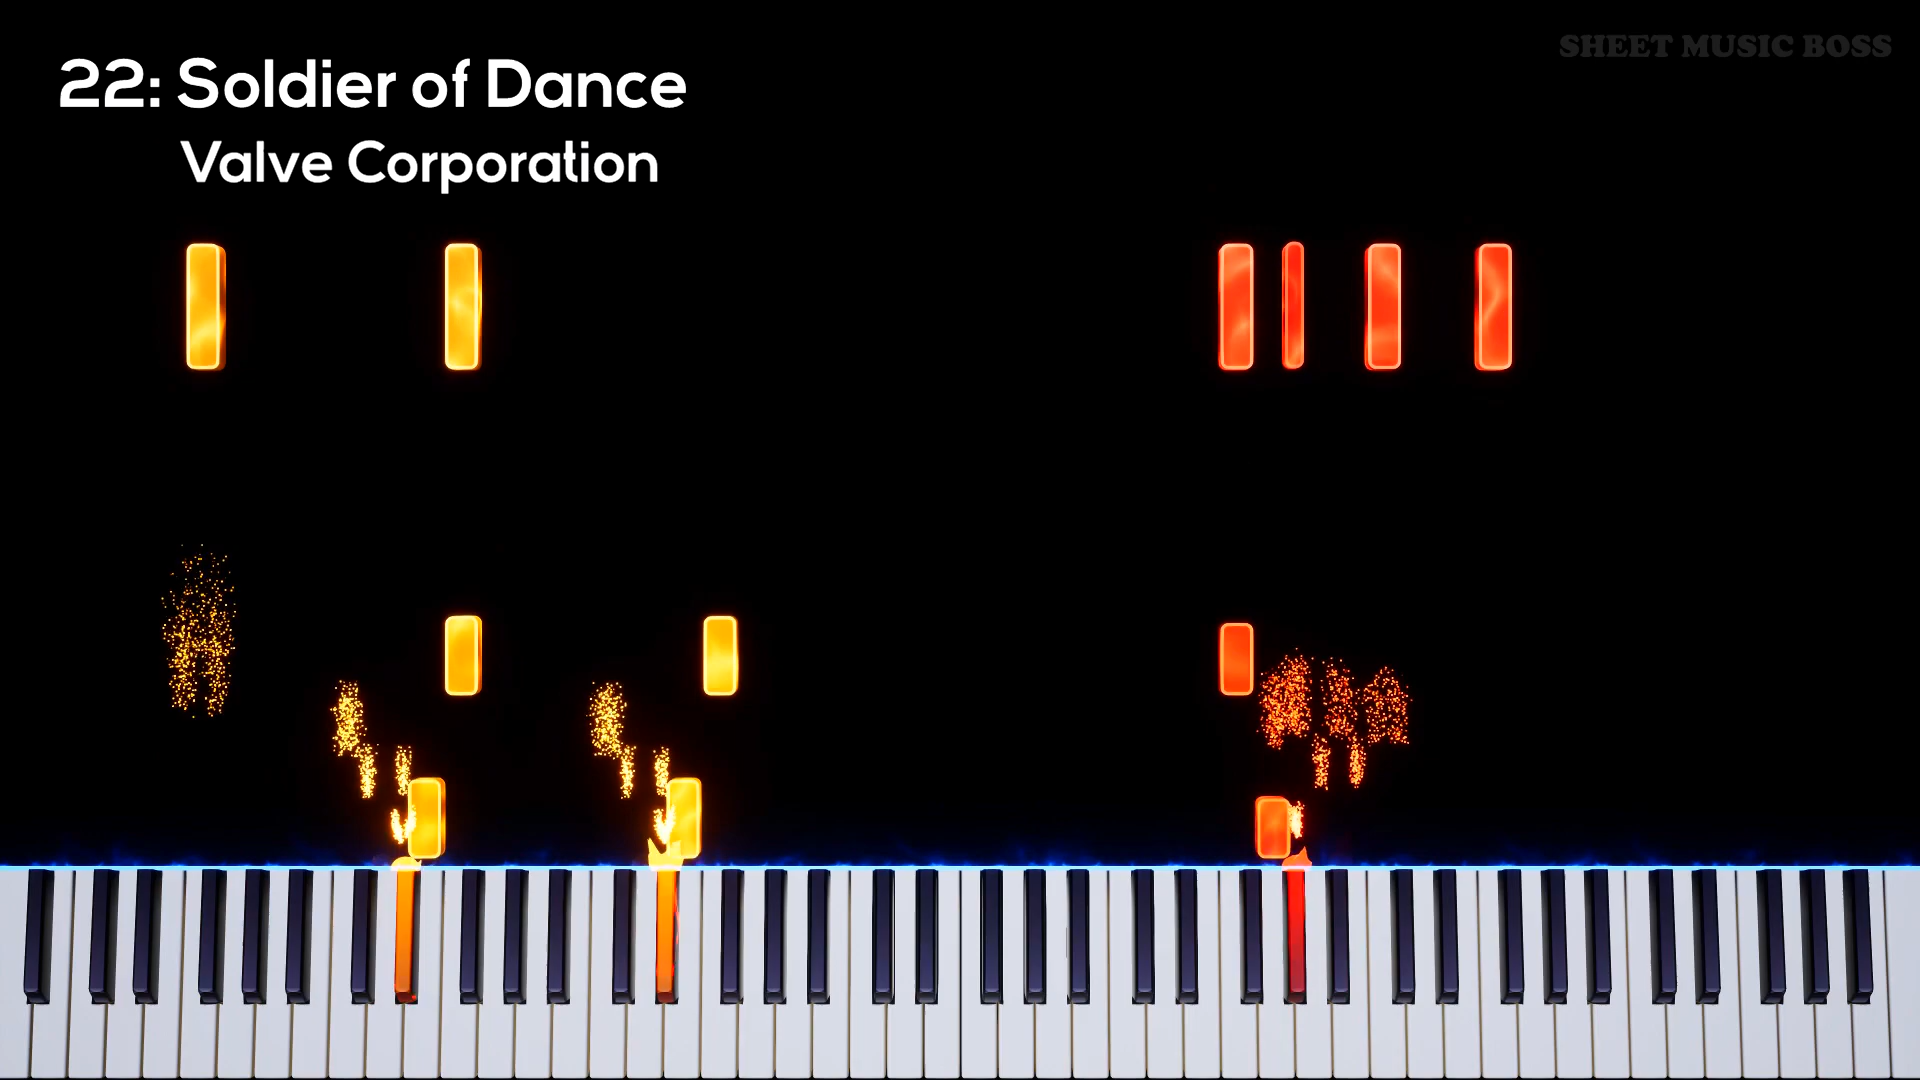 SHEET MUSIC BOSS
22: Soldier of Dance
Valve Corporation